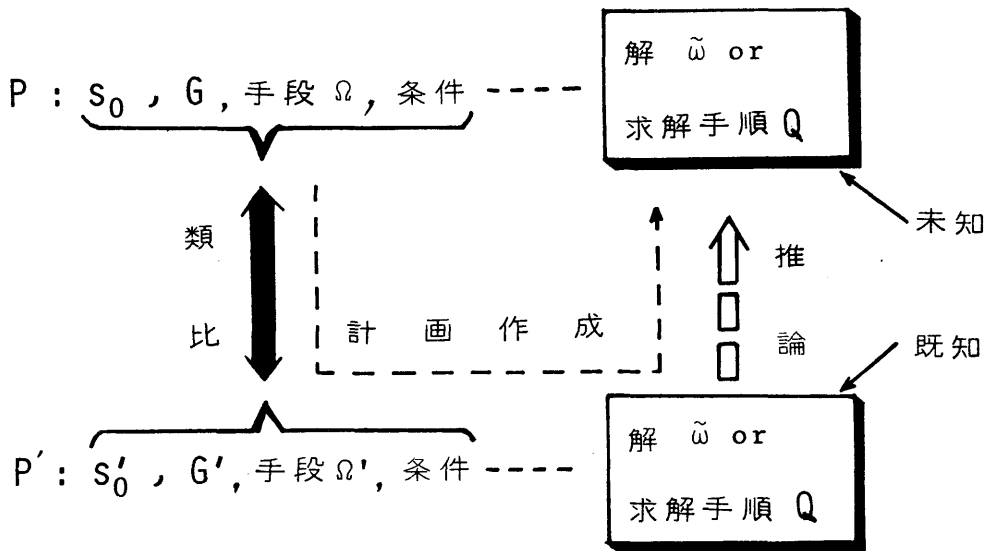 P : s₀ , G , 手段 Ω , 条件
解 ω̃ or
求解手順 Q
未知
類比
計画作成
推論
既知
P′ : s₀′ , G′ , 手段 Ω' , 条件
解 ω̃ or
求解手順 Q